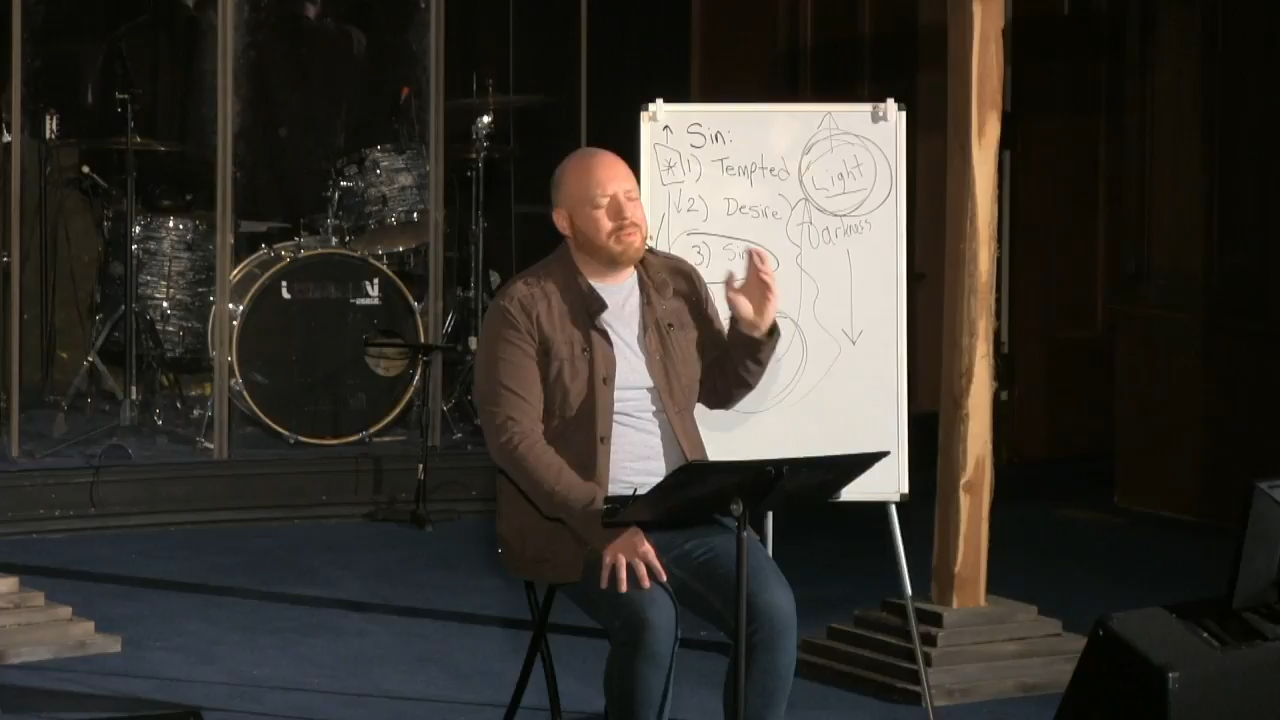 Sin:
*1) Tempted
2) Desire
3) Sin
Light
Darkness